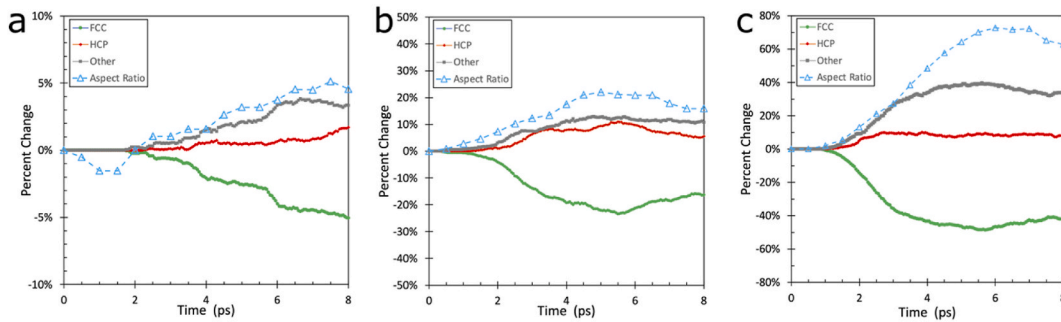 a
FCC
HCP
Other
Aspect Ratio
10%
5%
0%
-5%
-10%
Percent Change
0 2 4 6 8
Time (ps)
b
FCC
HCP
Other
Aspect Ratio
50%
40%
30%
20%
10%
0%
-10%
-20%
-30%
-40%
-50%
Percent Change
0 2 4 6 8
Time (ps)
c
FCC
HCP
Other
Aspect Ratio
80%
60%
40%
20%
0%
-20%
-40%
-60%
-80%
Percent Change
0 2 4 6 8
Time (ps)